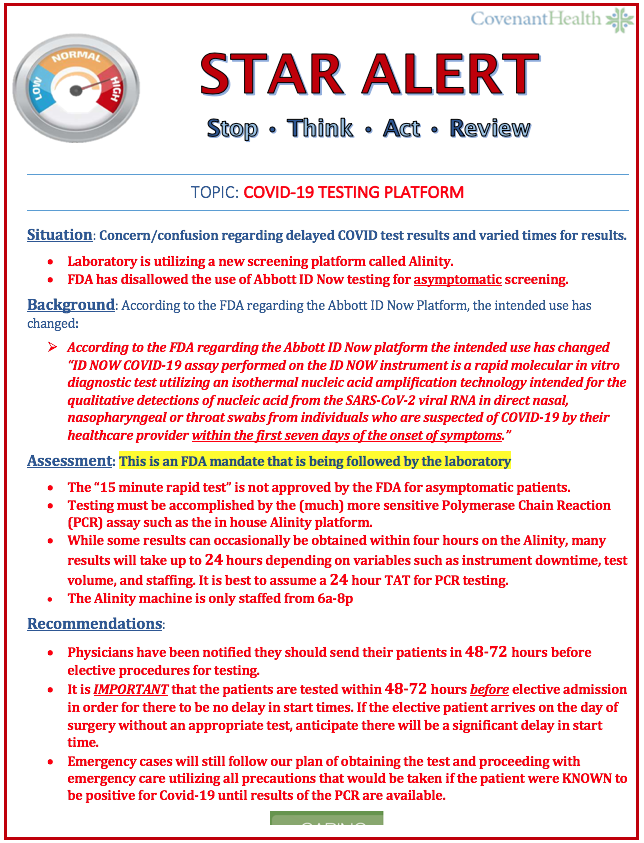 CovenantHealth
LOW NORMAL HIGH
STAR ALERT
Stop • Think • Act • Review
TOPIC: COVID-19 TESTING PLATFORM
Situation: Concern/confusion regarding delayed COVID test results and varied times for results.
• Laboratory is utilizing a new screening platform called Alinity.
• FDA has disallowed the use of Abbott ID Now testing for asymptomatic screening.
Background: According to the FDA regarding the Abbott ID Now Platform, the intended use has
changed:
➢ According to the FDA regarding the Abbott ID Now platform the intended use has changed
“ID NOW COVID-19 assay performed on the ID NOW instrument is a rapid molecular in vitro
diagnostic test utilizing an isothermal nucleic acid amplification technology intended for the
qualitative detections of nucleic acid from the SARS-CoV-2 viral RNA in direct nasal,
nasopharyngeal or throat swabs from individuals who are suspected of COVID-19 by their
healthcare provider within the first seven days of the onset of symptoms.”
Assessment: This is an FDA mandate that is being followed by the laboratory
• The “15 minute rapid test” is not approved by the FDA for asymptomatic patients.
• Testing must be accomplished by the (much) more sensitive Polymerase Chain Reaction
(PCR) assay such as the in house Alinity platform.
• While some results can occasionally be obtained within four hours on the Alinity, many
results will take up to 24 hours depending on variables such as instrument downtime, test
volume, and staffing. It is best to assume a 24 hour TAT for PCR testing.
• The Alinity machine is only staffed from 6a-8p
Recommendations:
• Physicians have been notified they should send their patients in 48-72 hours before
elective procedures for testing.
• It is IMPORTANT that the patients are tested within 48-72 hours before elective admission
in order for there to be no delay in start times. If the elective patient arrives on the day of
surgery without an appropriate test, anticipate there will be a significant delay in start
time.
• Emergency cases will still follow our plan of obtaining the test and proceeding with
emergency care utilizing all precautions that would be taken if the patient were KNOWN to
be positive for Covid-19 until results of the PCR are available.